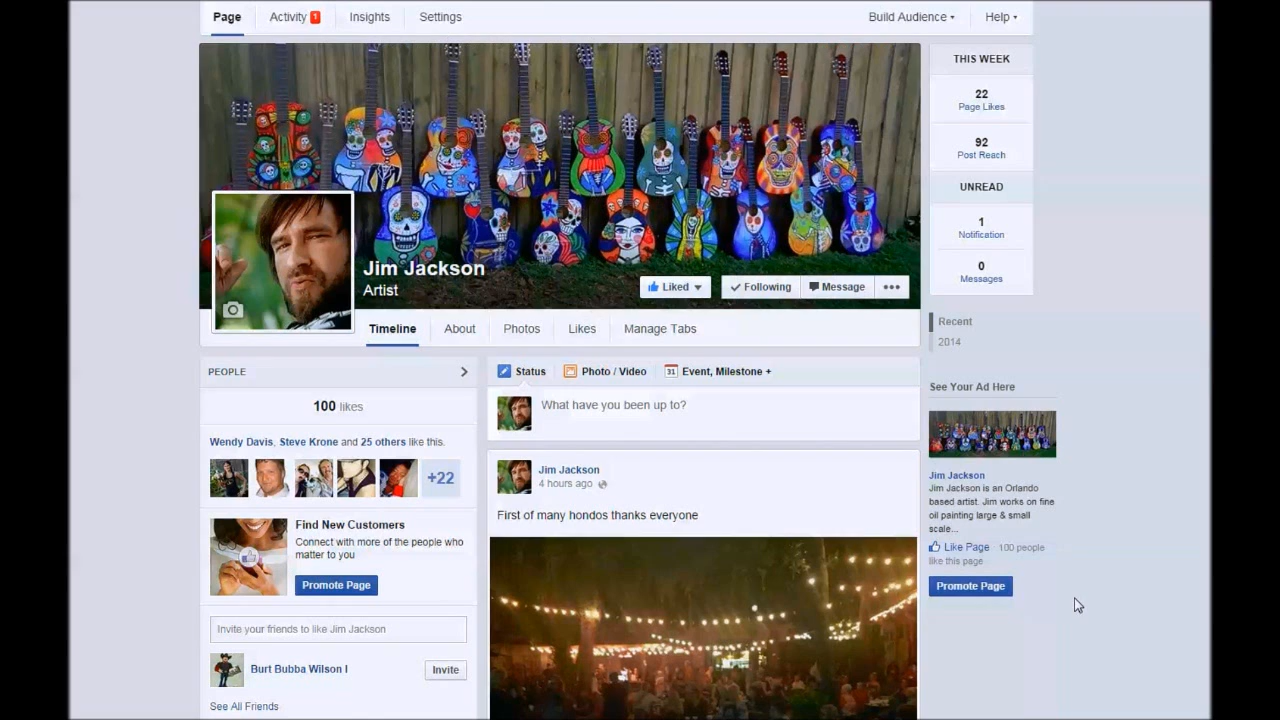 Page Activity 1 Insights Settings Build Audience Help
THIS WEEK
22
Page Likes
92
Post Reach
UNREAD
1
Notification
0
Messages
Jim Jackson
Artist
Liked Following Message
Timeline About Photos Likes Manage Tabs
Recent
2014
PEOPLE
100 likes
Wendy Davis, Steve Krone and 25 others like this.
+22
Find New Customers
Connect with more of the people who
matter to you
Promote Page
Invite your friends to like Jim Jackson
Burt Bubba Wilson I Invite
See All Friends
Status Photo / Video 31 Event, Milestone +
What have you been up to?
Jim Jackson
4 hours ago
First of many hondos thanks everyone
See Your Ad Here
Jim Jackson
Jim Jackson is an Orlando
based artist. Jim works on fine
oil painting large & small
scale...
Like Page · 100 people
like this page
Promote Page